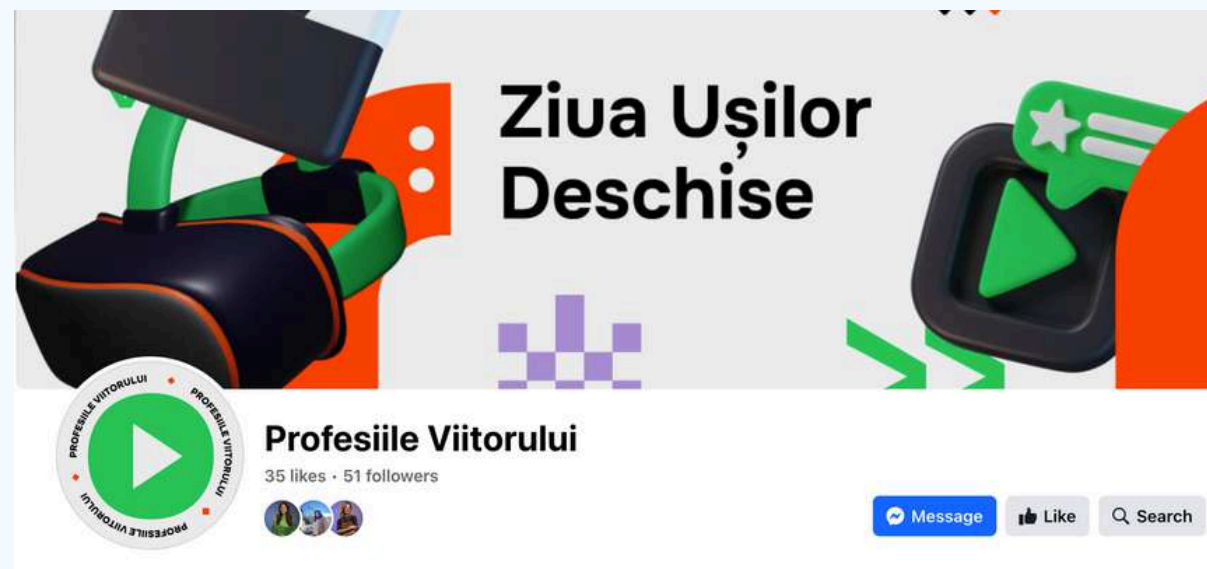 Ziua Ușilor
Deschise
PROFESIILE VIITORULUI
PROFESIILE VIITORULUI
PROFESIILE VIITORULUI
Profesiile Viitorului
35 likes · 51 followers
Message
Like
Search